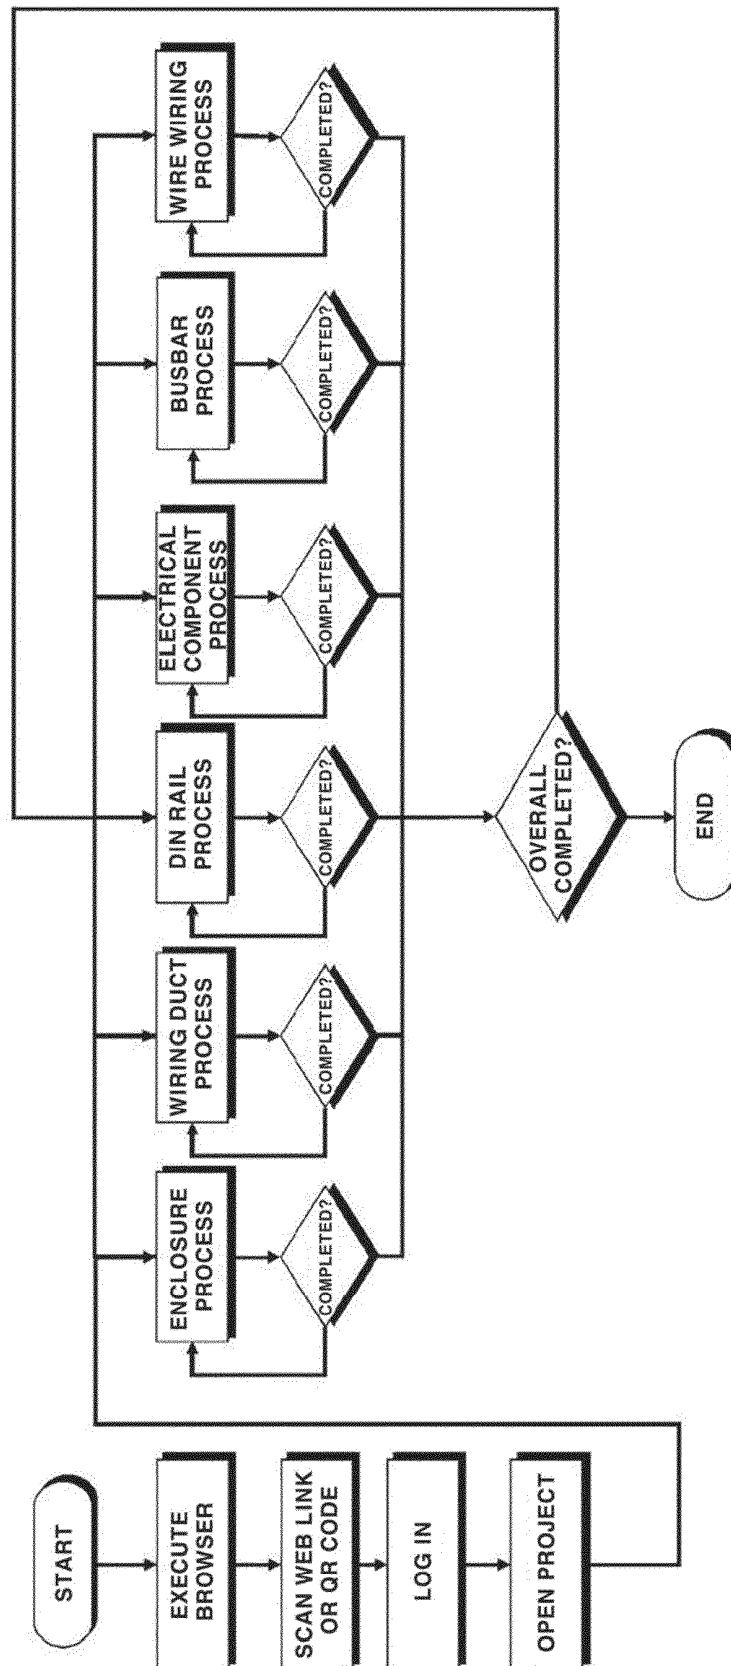 START
EXECUTE
BROWSER
SCAN WEB LINK
OR QR CODE
LOG IN
OPEN PROJECT
ENCLOSURE
PROCESS
COMPLETED?
WIRING DUCT
PROCESS
COMPLETED?
DIN RAIL
PROCESS
COMPLETED?
ELECTRICAL
COMPONENT
PROCESS
COMPLETED?
BUSBAR
PROCESS
COMPLETED?
WIRE WIRING
PROCESS
COMPLETED?
OVERALL
COMPLETED?
END